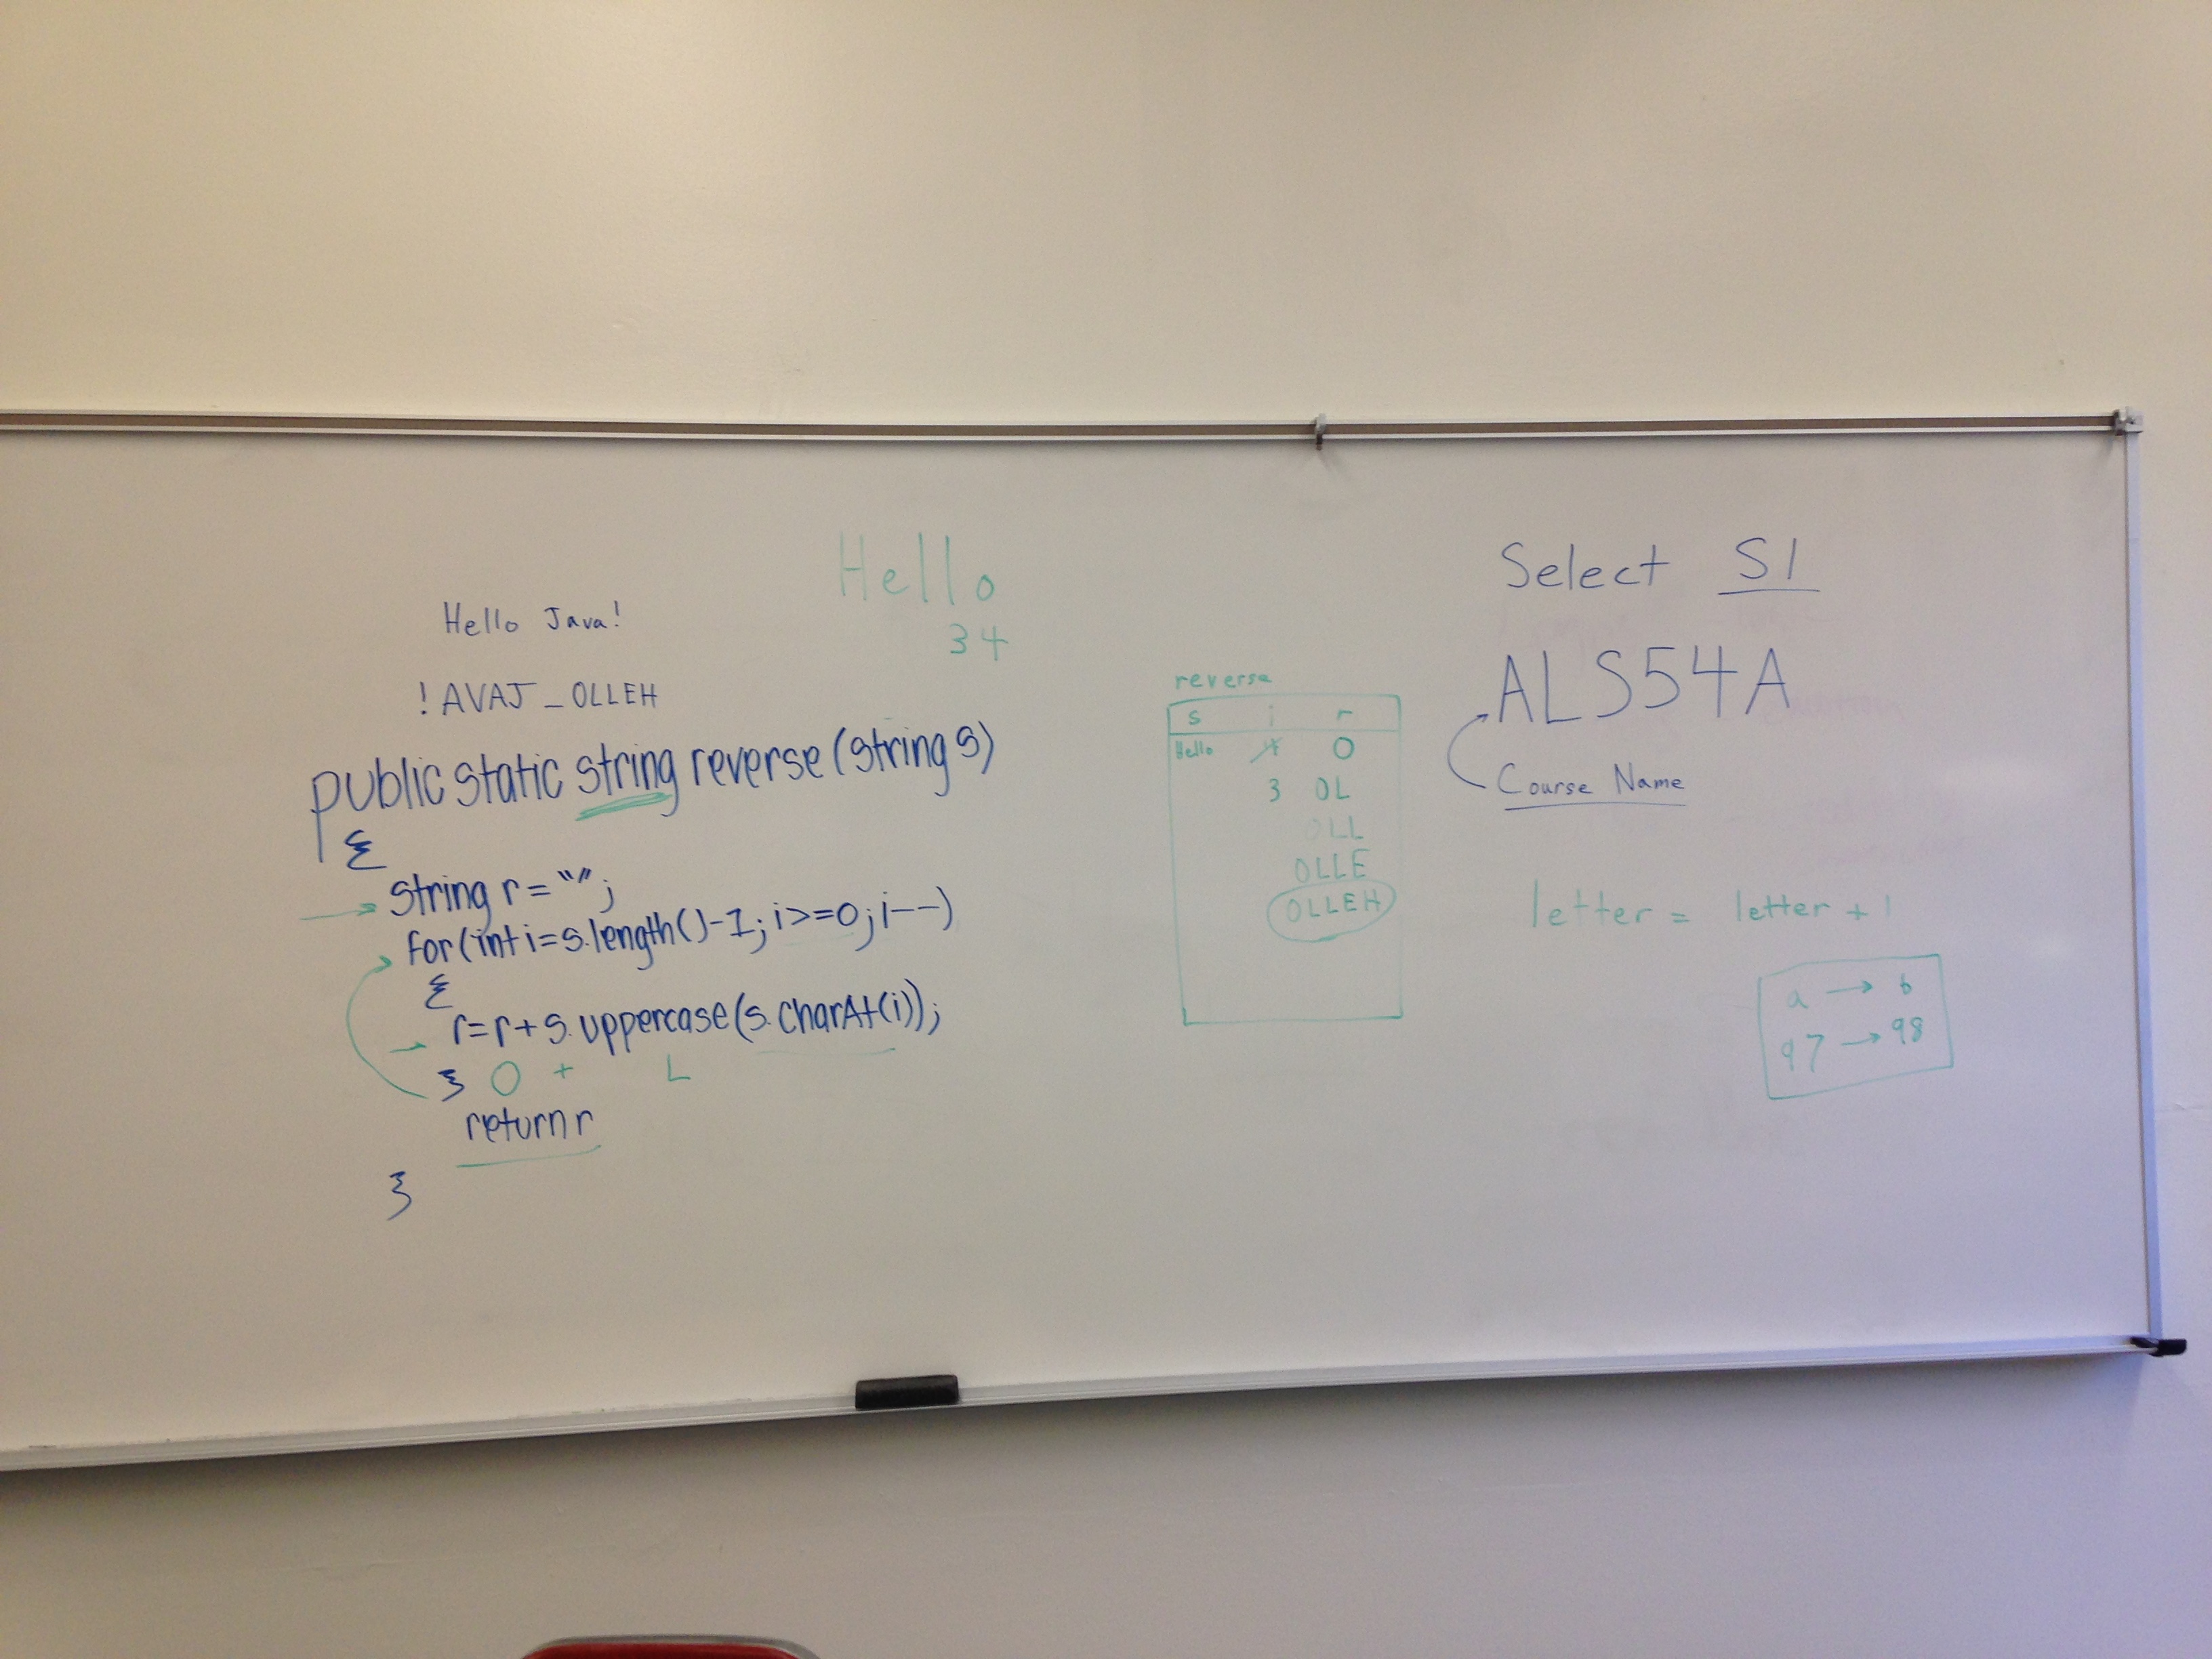 Hello
34
Hello Java!
!AVAJ_OLLEH
public static string reverse (string s)
{
string r = "";
for (int i = s.length()-1; i>=0; i--)
{
r=r+s.uppercase(s.charAt(i));
} O + L
return r
}
reverse
s i r
Hello 4 O
3 OL
OLL
OLLE
OLLEH
Select S1
ALS54A
Course Name
letter = letter + 1
a → b
97 → 98